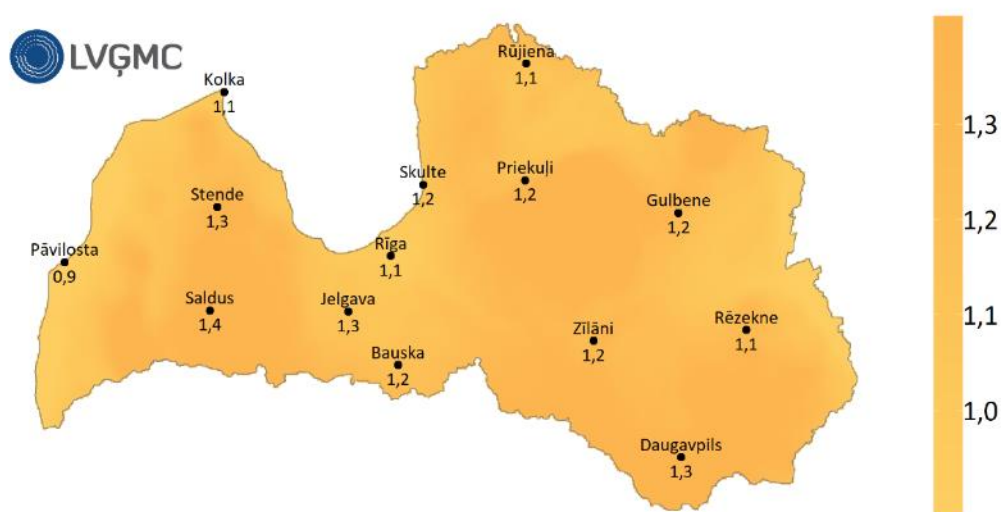 LVĢMC
Rūjiena
1,1
Kolka
1,1
Skulte
1,2
Priekuļi
1,2
Stende
1,3
Gulbene
1,2
Rīga
1,1
Pāvilosta
0,9
Saldus
1,4
Jelgava
1,3
Zīlāni
1,2
Rēzekne
1,1
Bauska
1,2
Daugavpils
1,3
1,3
1,2
1,1
1,0